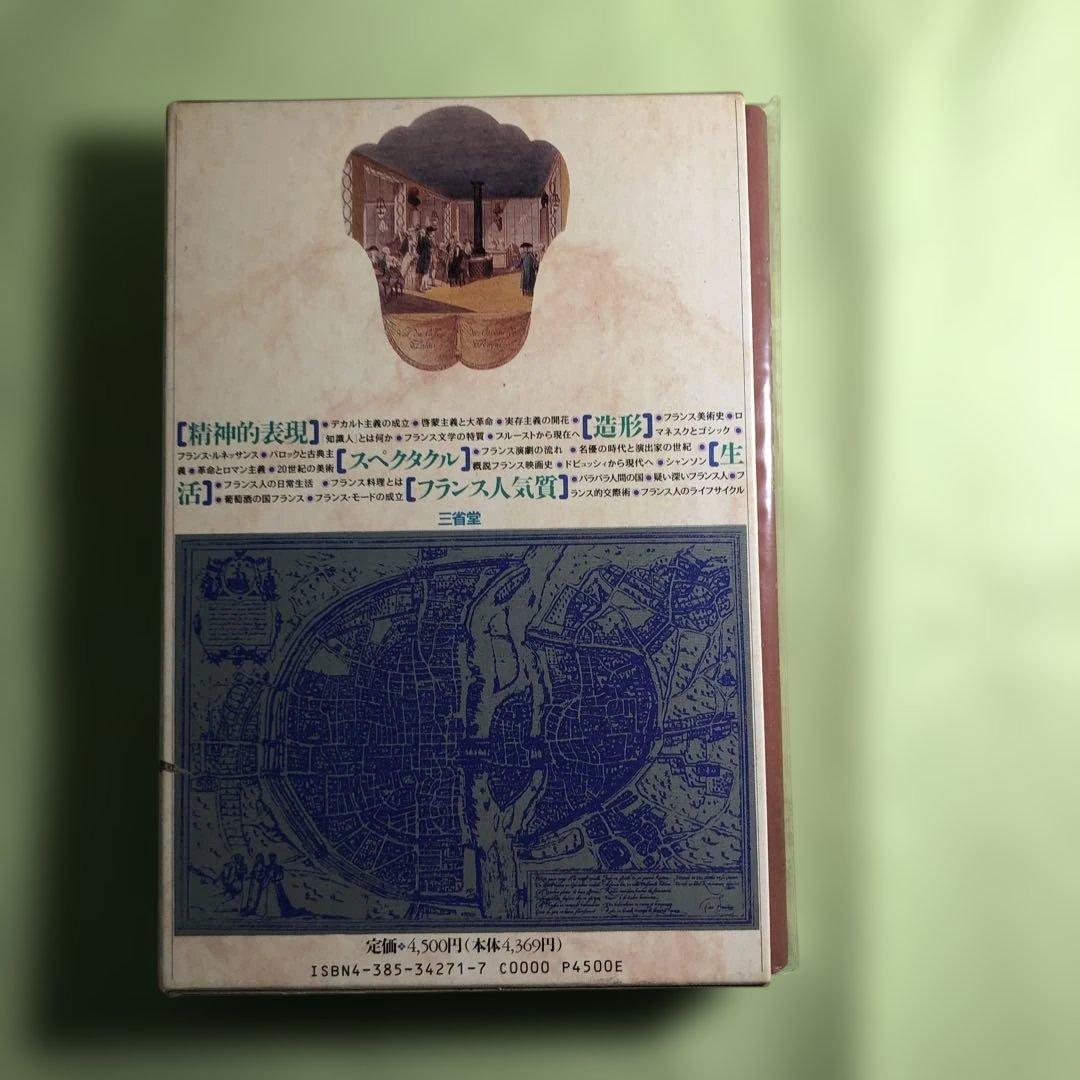 [精神的表現]●デカルト主義の成立●啓蒙主義と大革命●実存主義の開花●「知識人」とは何か●フランス文学の特質●プルーストから現在へ[造形]●フランス美術史●ロマネスクとゴシック●
フランス・ルネッサンス●バロックと古典主義●革命とロマン主義●20世紀の美術[スペクタクル]●フランス演劇の流れ●名優の時代と演出家の世紀●概説フランス映画史●ドビュッシィから現代へ●シャンソン[生
活]●フランス人の日常生活●フランス料理とは●葡萄酒の国フランス●フランス・モードの成立[フランス人気質]●バラバラ人間の国●疑い深いフランス人●フランス的交際術●フランス人のライフサイクル
三省堂
定価❖4,500円(本体4,369円)
ISBN4-385-34271-7 C0000 P4500E